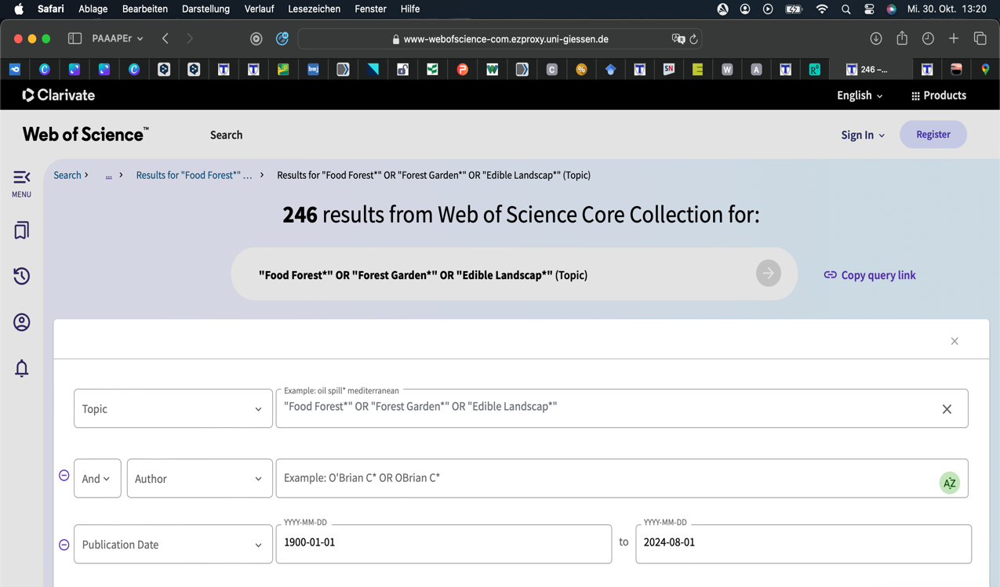 Safari Ablage Bearbeiten Darstellung Verlauf Lesezeichen Fenster Hilfe Mi. 30. Okt. 13:20
PAAAPEr www-webofscience-com.ezproxy.uni-giessen.de
bmj C % SN W A R 246 –...
Clarivate English Products
Web of Science™ Search Sign In Register
MENU
Search ... Results for "Food Forest*" ... Results for "Food Forest*" OR "Forest Garden*" OR "Edible Landscap*" (Topic)
246 results from Web of Science Core Collection for:
"Food Forest*" OR "Forest Garden*" OR "Edible Landscap*" (Topic)
Copy query link
Example: oil spill* mediterranean
Topic "Food Forest*" OR "Forest Garden*" OR "Edible Landscap*"
And Author Example: O'Brian C* OR OBrian C*
AZ
YYYY-MM-DD YYYY-MM-DD
Publication Date 1900-01-01 to 2024-08-01